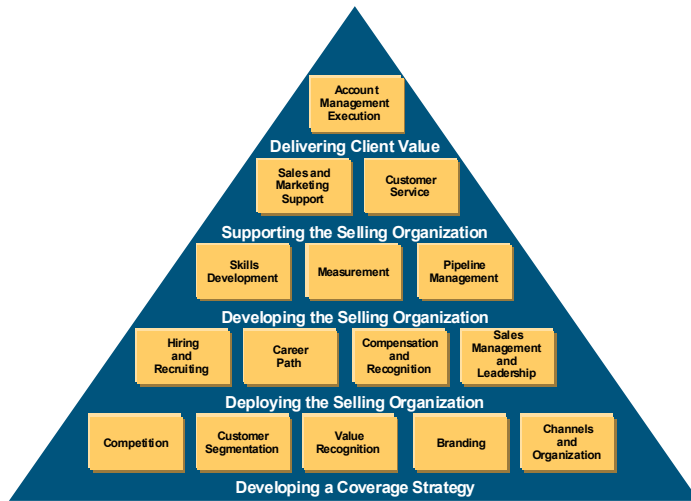 Account
Management
Execution
Delivering Client Value
Sales and
Marketing
Support
Customer
Service
Supporting the Selling Organization
Skills
Development
Measurement
Pipeline
Management
Developing the Selling Organization
Hiring
and
Recruiting
Career
Path
Compensation
and
Recognition
Sales
Management
and
Leadership
Deploying the Selling Organization
Competition
Customer
Segmentation
Value
Recognition
Branding
Channels
and
Organization
Developing a Coverage Strategy